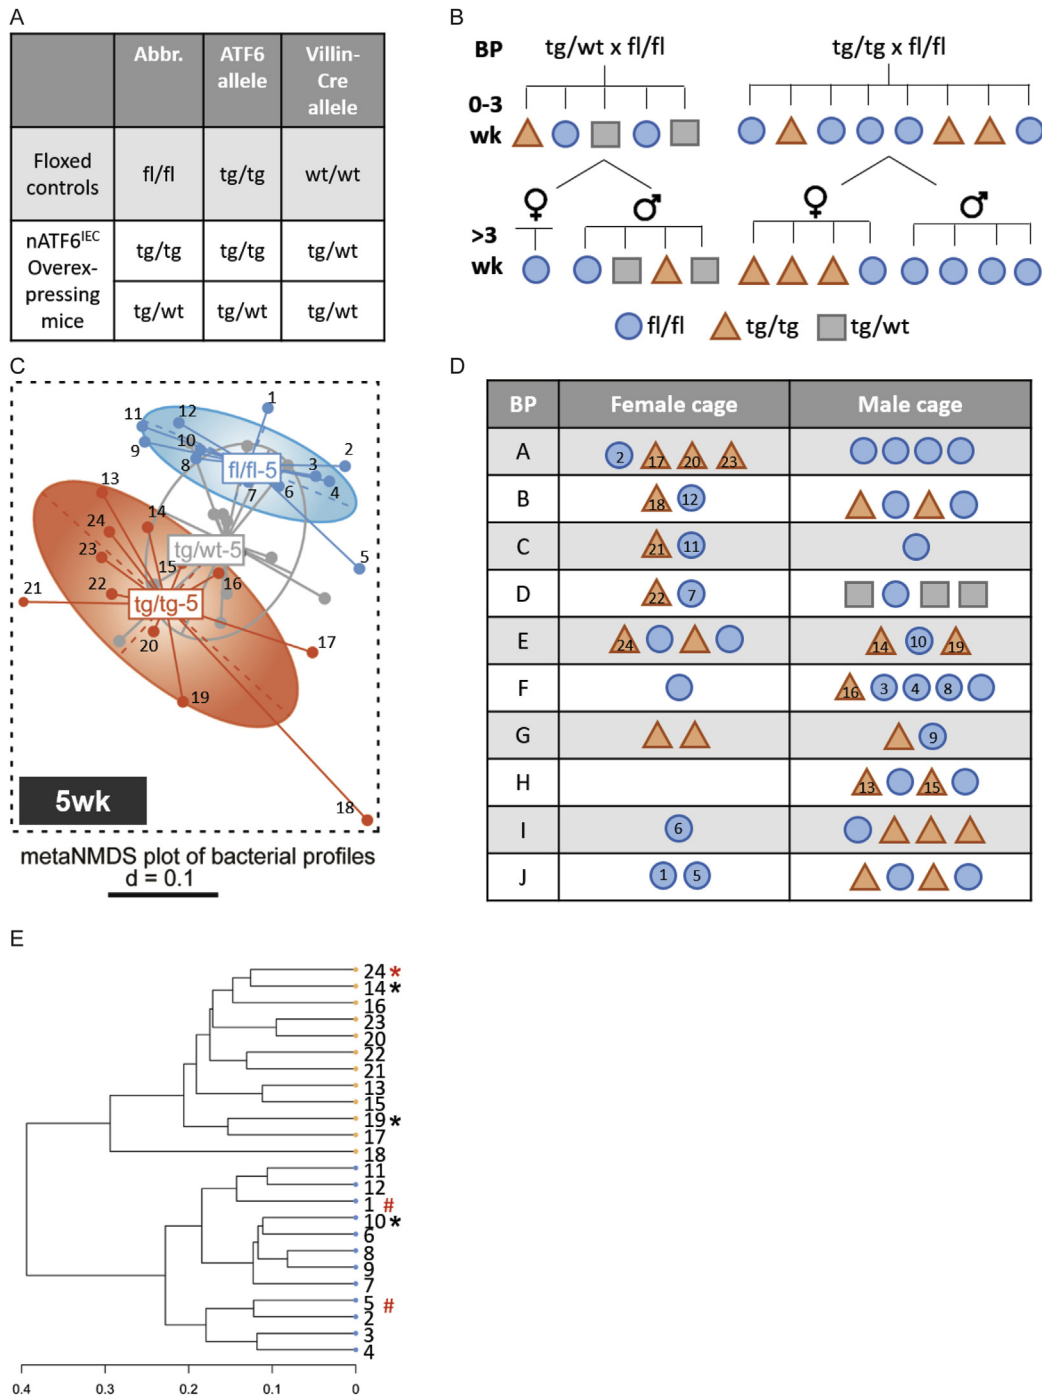 A
Abbr.
ATF6
allele
Villin-
Cre
allele
Floxed
controls
fl/fl
tg/tg
wt/wt
nATF6IEC
Overex-
pressing
mice
tg/tg
tg/tg
tg/wt
tg/wt
tg/wt
tg/wt
B
BP
tg/wt x fl/fl
tg/tg x fl/fl
0-3
wk
♀
♂
♀
♂
>3
wk
fl/fl
tg/tg
tg/wt
C
1
12
11
10
9
8
2
3
fl/fl-5
7
6
4
13
14
24
23
tg/wt-5
5
15
16
22
21
tg/tg-5
20
17
19
18
5wk
metaNMDS plot of bacterial profiles
d = 0.1
D
BP
Female cage
Male cage
A
2
17
20
23
B
18
12
C
21
11
D
22
7
E
24
14
10
19
F
16
3
4
8
G
9
H
13
15
I
6
J
1
5
E
24 *
14 *
16
23
20
22
21
13
15
19 *
17
18
11
12
1 #
10 *
6
8
9
7
5 #
2
3
4
0.4 0.3 0.2 0.1 0